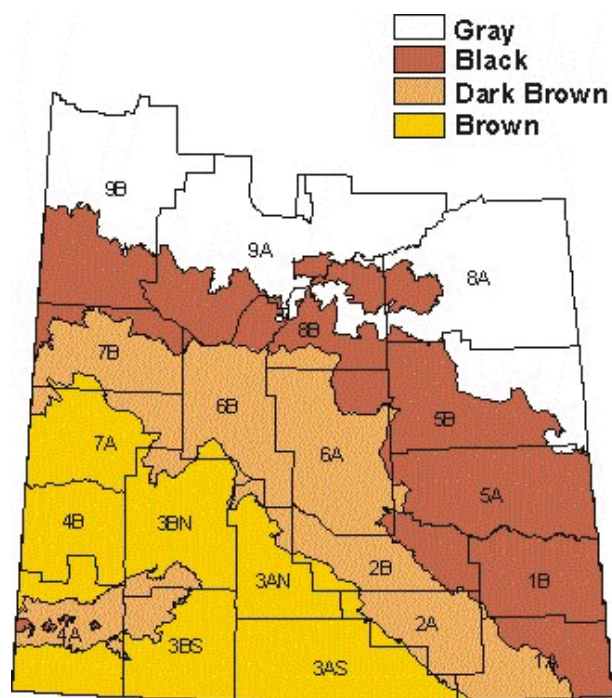 Gray
Black
Dark Brown
Brown
9B
9A
8A
8B
7B
6B
5B
7A
6A
5A
4B
3BN
3AN
2B
1B
4A
3BS
2A
1A
3AS